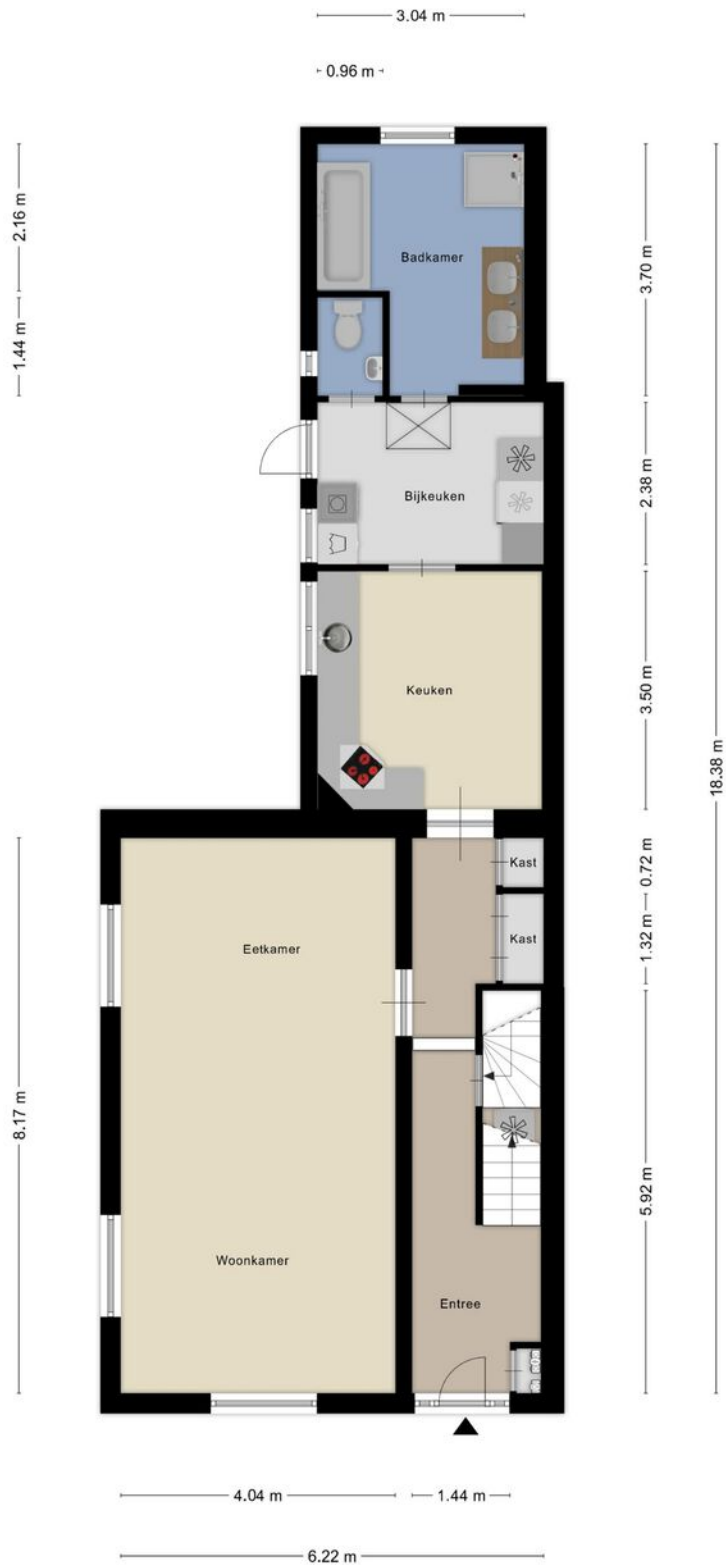 3.04 m
0.96 m
2.16 m
3.70 m
Badkamer
1.44 m
2.38 m
Bijkeuken
3.50 m
Keuken
18.38 m
0.72 m
Kast
1.32 m
Kast
Eetkamer
8.17 m
5.92 m
Woonkamer
Entree
4.04 m
1.44 m
6.22 m